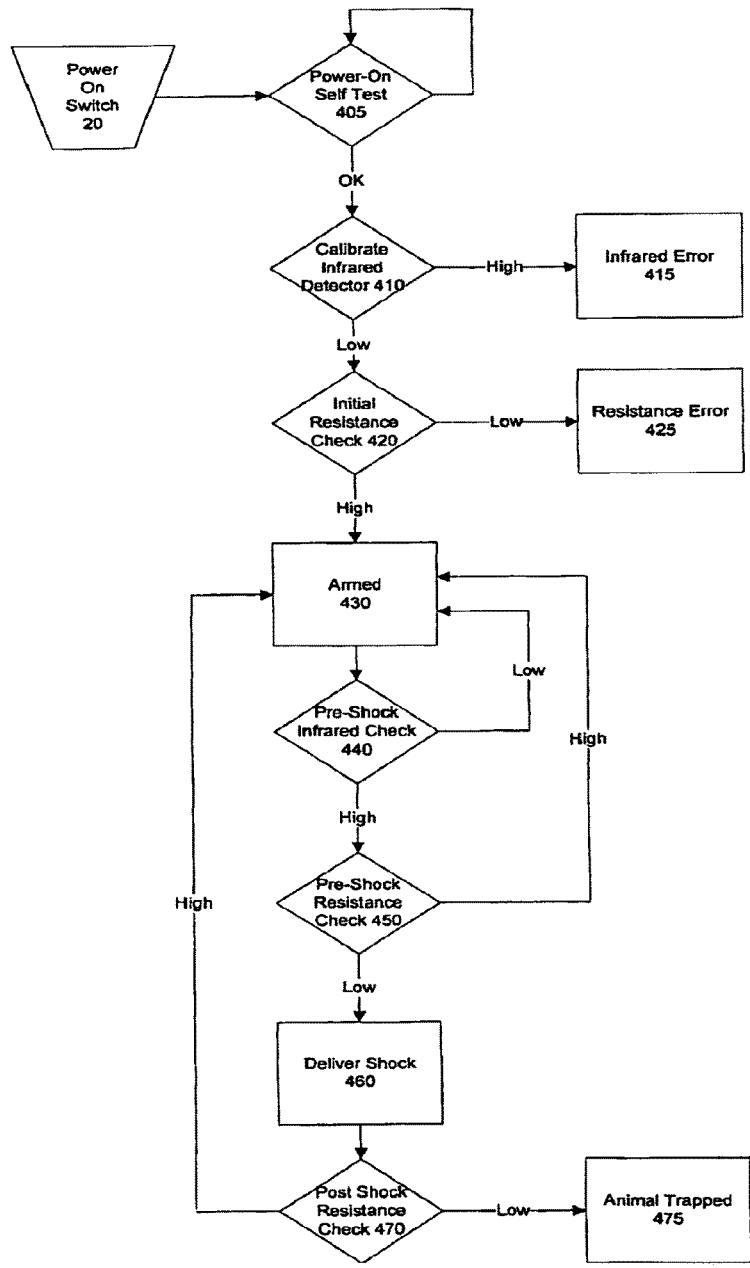 Power
On
Switch
20
Power-On
Self Test
405
OK
Calibrate
Infrared
Detector 410
High
Infrared Error
415
Low
Initial
Resistance
Check 420
Low
Resistance Error
425
High
Armed
430
Low
Pre-Shock
Infrared Check
440
High
High
Pre-Shock
Resistance
Check 450
High
Low
Deliver Shock
460
Post Shock
Resistance
Check 470
Low
Animal Trapped
475